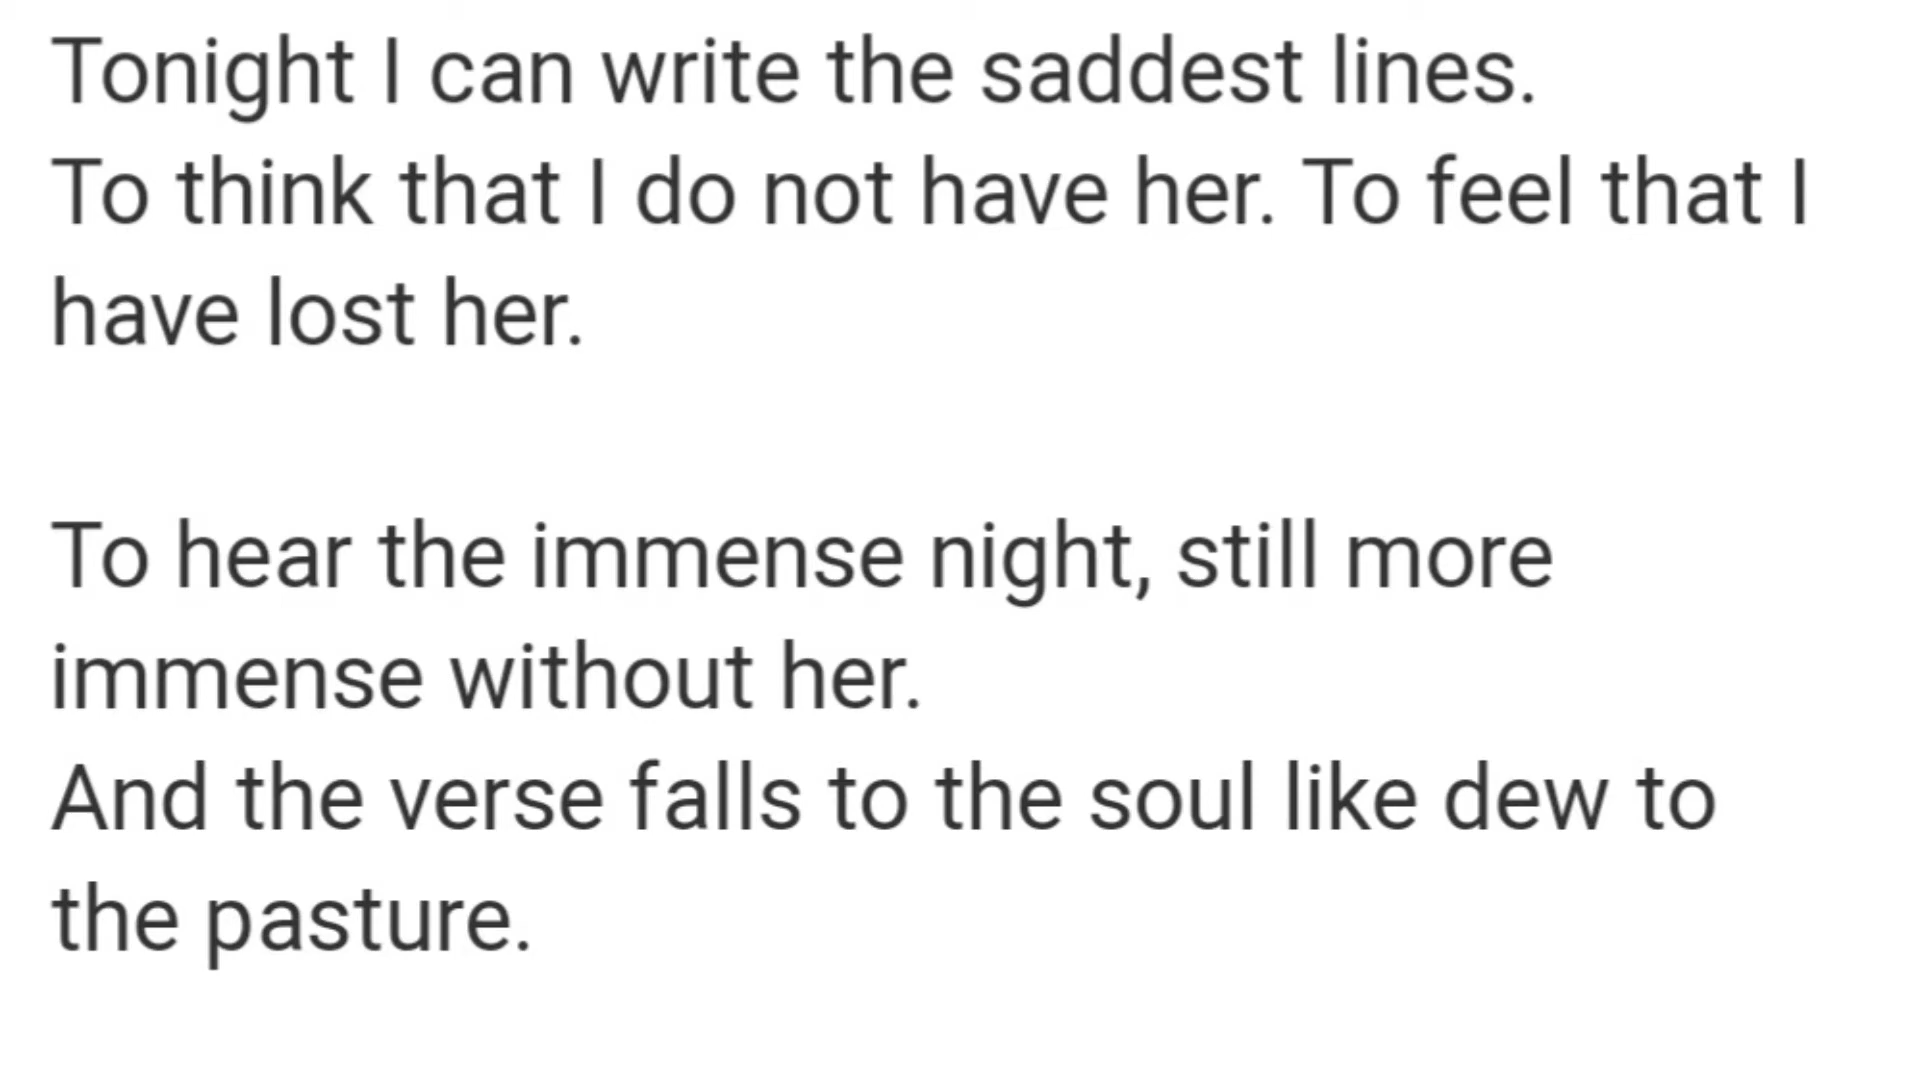 Tonight I can write the saddest lines.
To think that I do not have her. To feel that I
have lost her.
To hear the immense night, still more
immense without her.
And the verse falls to the soul like dew to
the pasture.